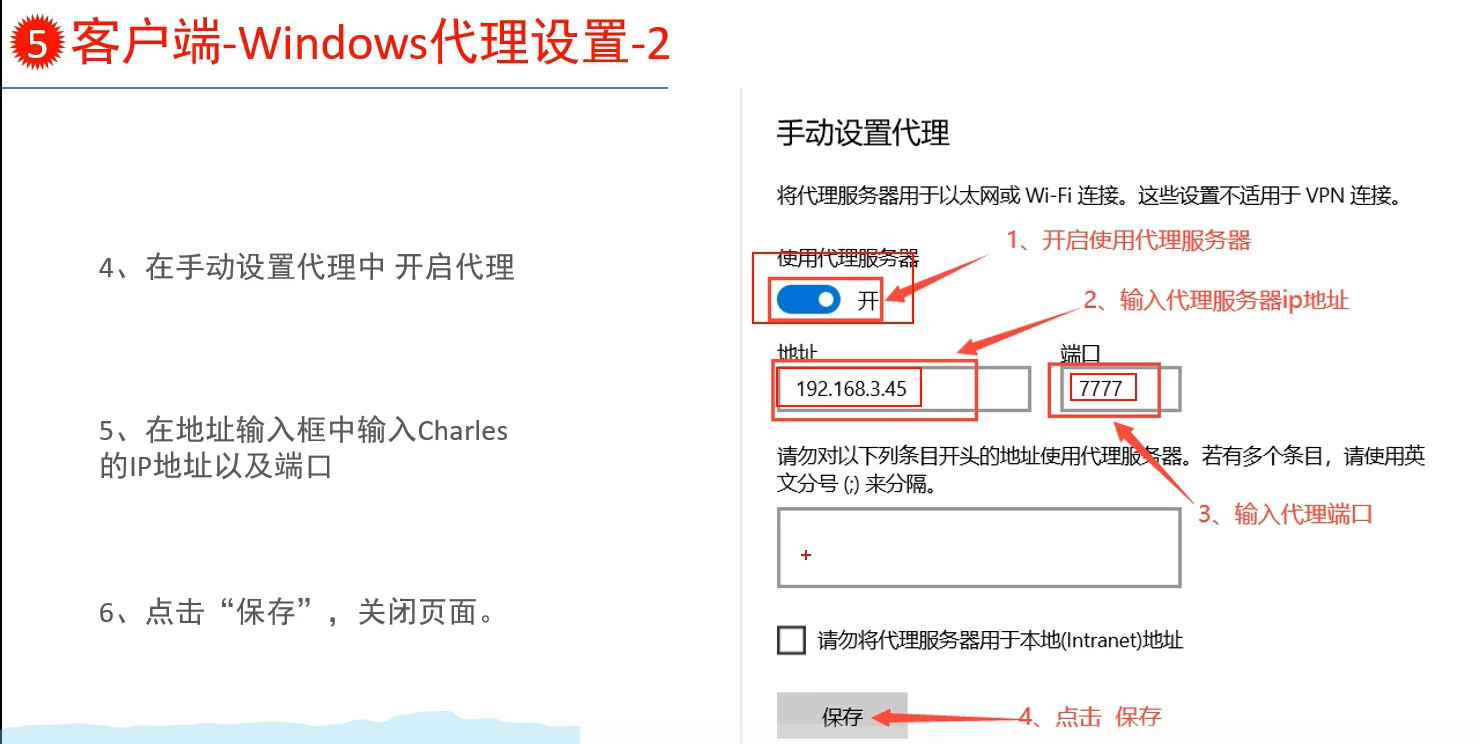 5 客户端-Windows代理设置-2
4、在手动设置代理中 开启代理
5、在地址输入框中输入Charles
的IP地址以及端口
6、点击“保存”，关闭页面。
手动设置代理
将代理服务器用于以太网或 Wi-Fi 连接。这些设置不适用于 VPN 连接。
1、开启使用代理服务器
使用代理服务器
开
2、输入代理服务器ip地址
地址
端口
192.168.3.45
7777
请勿对以下列条目开头的地址使用代理服务器。若有多个条目，请使用英
文分号 (;) 来分隔。
3、输入代理端口
请勿将代理服务器用于本地(Intranet)地址
保存
4、点击 保存